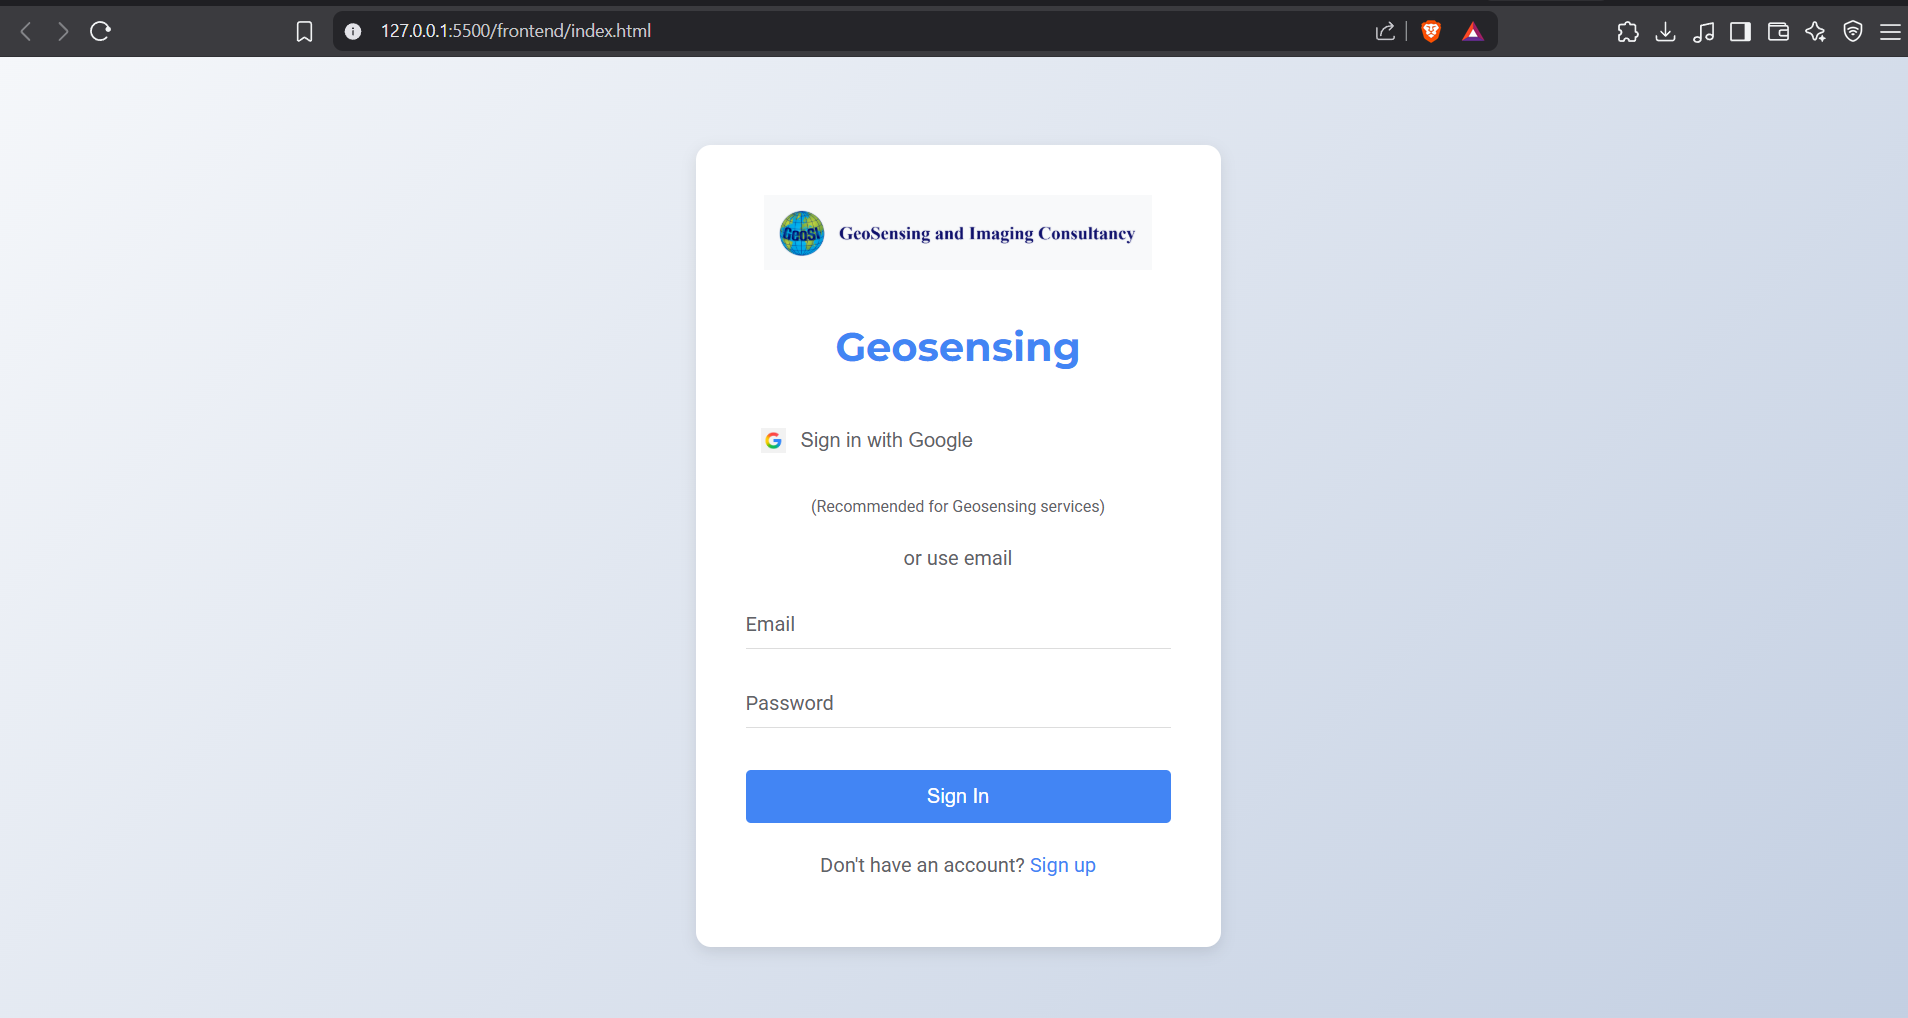 127.0.0.1:5500/frontend/index.html
GeoSI GeoSensing and Imaging Consultancy
Geosensing
G Sign in with Google
(Recommended for Geosensing services)
or use email
Email
Password
Sign In
Don't have an account? Sign up